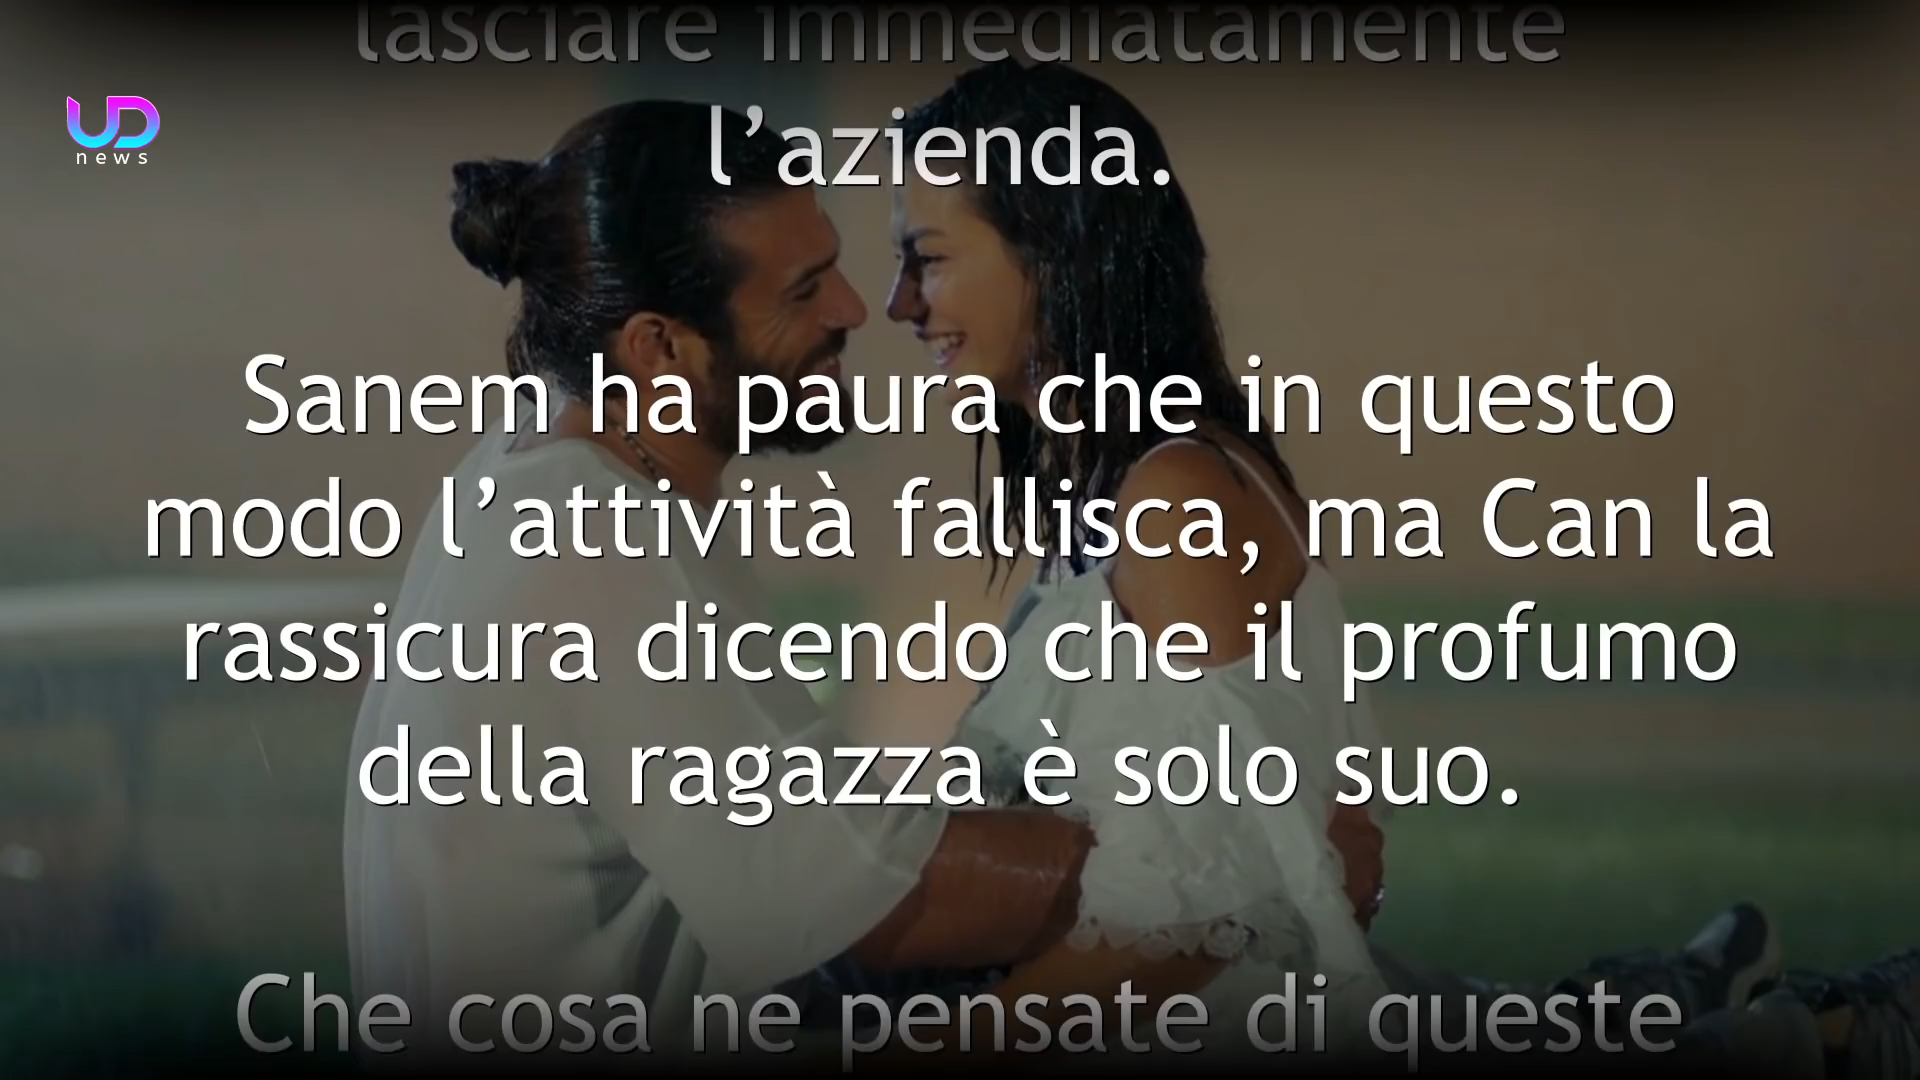 lasciare immediatamente
l’azienda.
UD
news
Sanem ha paura che in questo
modo l’attività fallisca, ma Can la
rassicura dicendo che il profumo
della ragazza è solo suo.
Che cosa ne pensate di queste